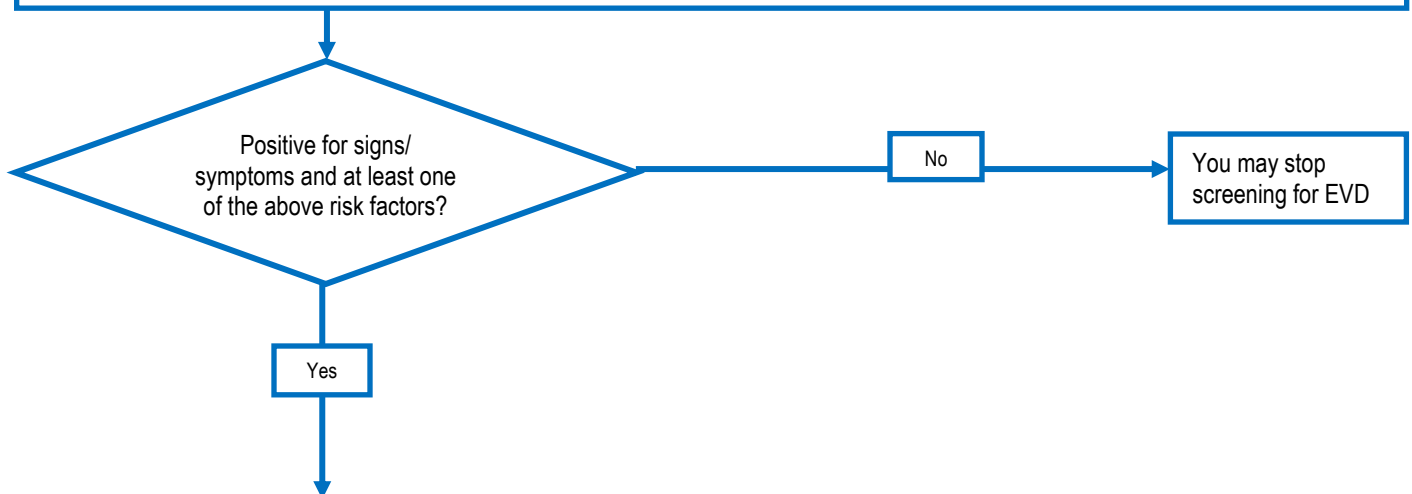 Positive for signs/
symptoms and at least one
of the above risk factors?
No
You may stop
screening for EVD
Yes